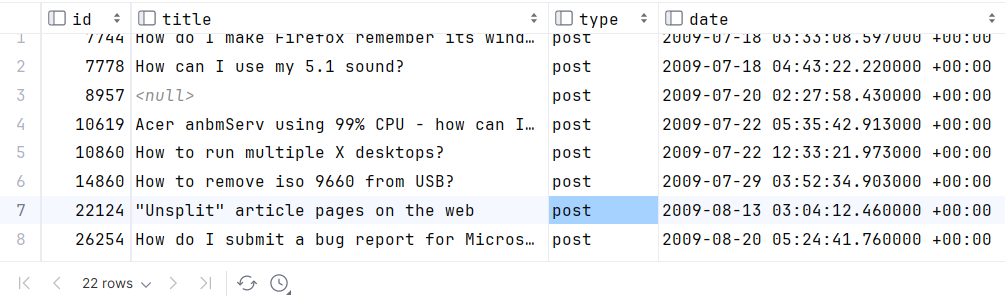 id title type date
1 7744 How do I make Firefox remember its wind… post 2009-07-18 03:33:08.597000 +00:00
2 7778 How can I use my 5.1 sound? post 2009-07-18 04:43:22.220000 +00:00
3 8957 <null> post 2009-07-20 02:27:58.430000 +00:00
4 10619 Acer anbmServ using 99% CPU - how can I… post 2009-07-22 05:35:42.913000 +00:00
5 10860 How to run multiple X desktops? post 2009-07-22 12:33:21.973000 +00:00
6 14860 How to remove iso 9660 from USB? post 2009-07-29 03:52:34.903000 +00:00
7 22124 "Unsplit" article pages on the web post 2009-08-13 03:04:12.460000 +00:00
8 26254 How do I submit a bug report for Micros… post 2009-08-20 05:24:41.760000 +00:00
22 rows